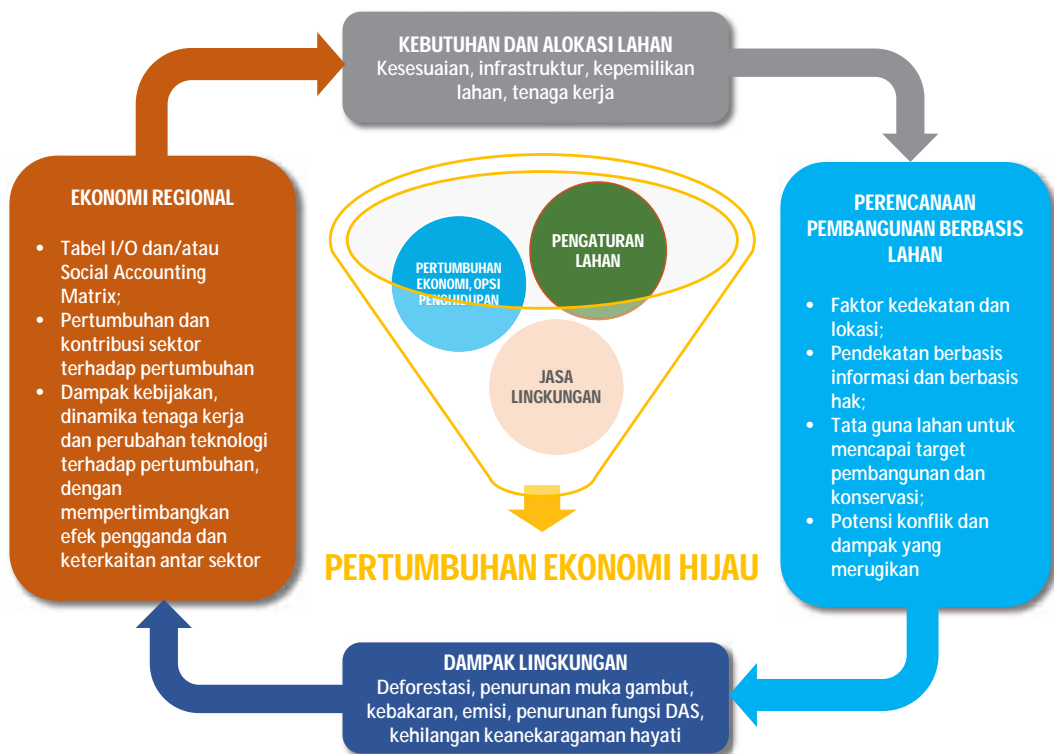 KEBUTUHAN DAN ALOKASI LAHAN
Kesesuaian, infrastruktur, kepemilikan
lahan, tenaga kerja
EKONOMI REGIONAL
• Tabel I/O dan/atau
Social Accounting
Matrix;
• Pertumbuhan dan
kontribusi sektor
terhadap pertumbuhan
• Dampak kebijakan,
dinamika tenaga kerja
dan perubahan teknologi
terhadap pertumbuhan,
dengan
mempertimbangkan
efek pengganda dan
keterkaitan antar sektor
PERTUMBUHAN
EKONOMI, OPSI
PENGHIDUPAN
PENGATURAN
LAHAN
JASA
LINGKUNGAN
PERTUMBUHAN EKONOMI HIJAU
PERENCANAAN
PEMBANGUNAN BERBASIS
LAHAN
• Faktor kedekatan dan
lokasi;
• Pendekatan berbasis
informasi dan berbasis
hak;
• Tata guna lahan untuk
mencapai target
pembangunan dan
konservasi;
• Potensi konflik dan
dampak yang
merugikan
DAMPAK LINGKUNGAN
Deforestasi, penurunan muka gambut,
kebakaran, emisi, penurunan fungsi DAS,
kehilangan keanekaragaman hayati